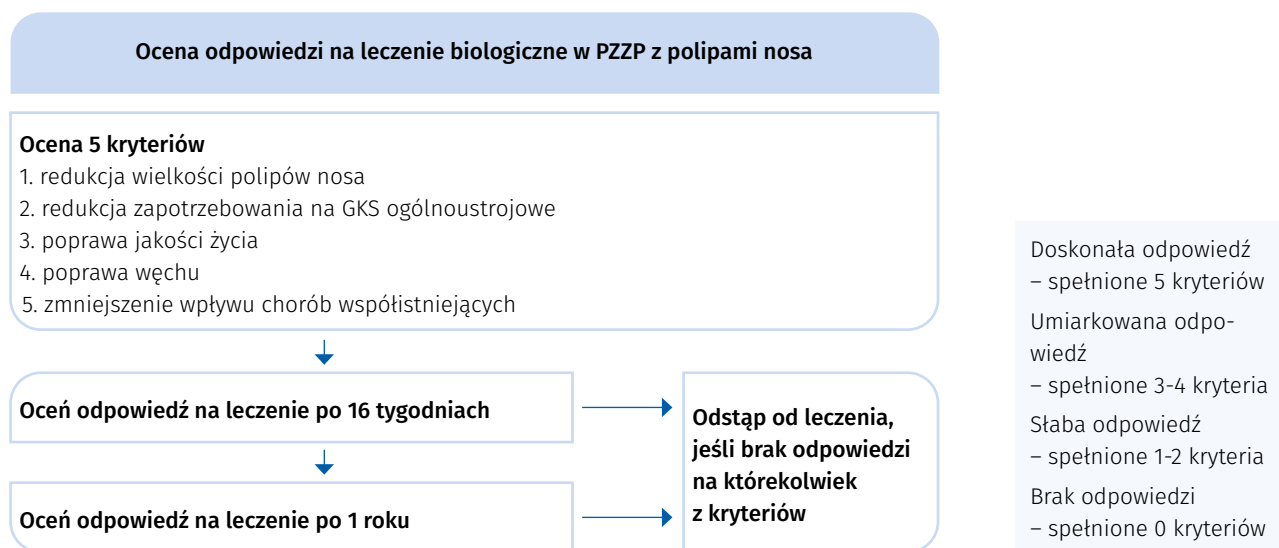 Ocena odpowiedzi na leczenie biologiczne w PZZP z polipami nosa
Ocena 5 kryteriów
1. redukcja wielkości polipów nosa
2. redukcja zapotrzebowania na GKS ogólnoustrojowe
3. poprawa jakości życia
4. poprawa węchu
5. zmniejszenie wpływu chorób współistniejących
Oceń odpowiedź na leczenie po 16 tygodniach
Oceń odpowiedź na leczenie po 1 roku
Odstąp od leczenia,
jeśli brak odpowiedzi
na którekolwiek
z kryteriów
Doskonała odpowiedź
– spełnione 5 kryteriów
Umiarkowana odpo-
wiedź
– spełnione 3-4 kryteria
Słaba odpowiedź
– spełnione 1-2 kryteria
Brak odpowiedzi
– spełnione 0 kryteriów